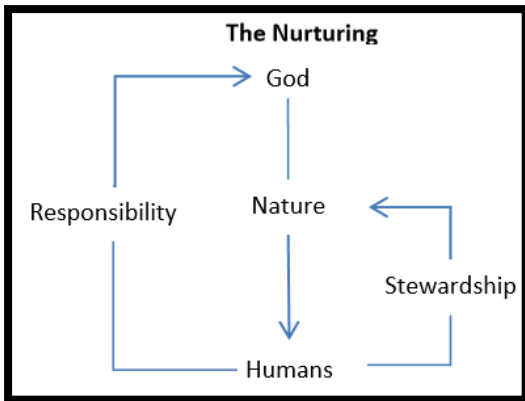 The Nurturing
God
Responsibility
Nature
Stewardship
Humans